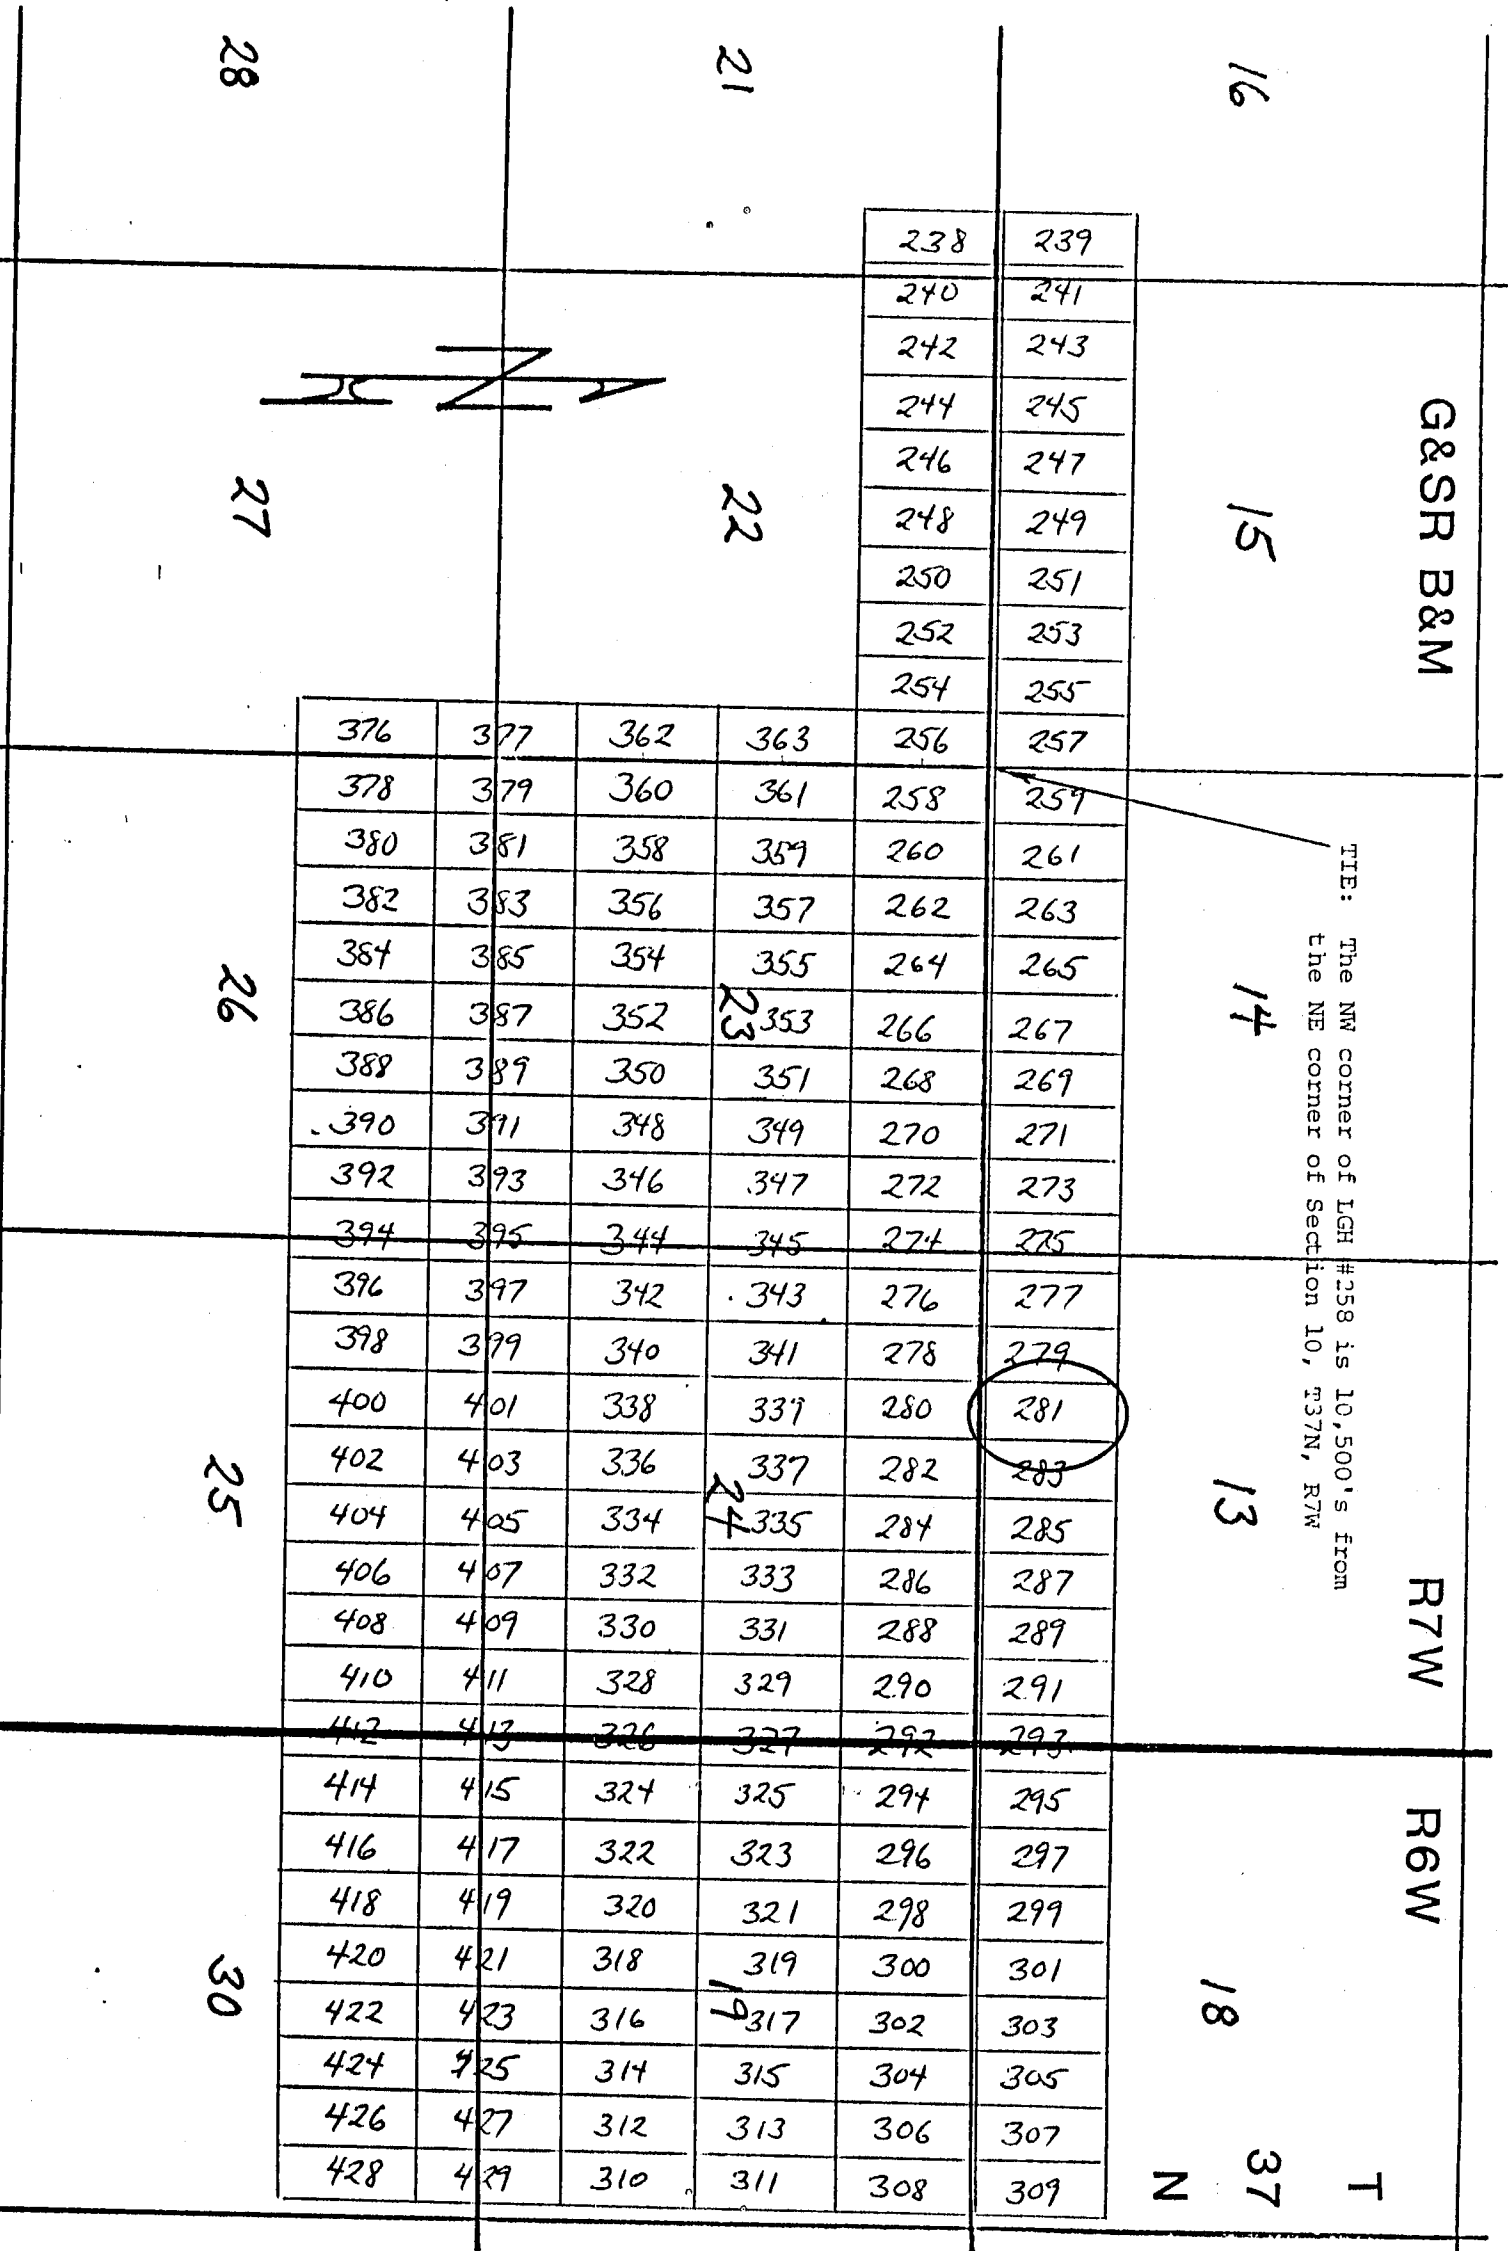 G&SR B&M
R7W
R6W
T
37
N
16
15
14
13
18
TIE: The NW corner of LGH #258 is 10,500's from
the NE corner of Section 10, T37N, R7W
21
22
23
24
19
28
27
26
25
30
N
238 239
240 241
242 243
244 245
246 247
248 249
250 251
252 253
254 255
376 377 362 363 256 257
378 379 360 361 258 259
380 381 358 359 260 261
382 383 356 357 262 263
384 385 354 355 264 265
386 387 352 353 266 267
388 389 350 351 268 269
390 391 348 349 270 271
392 393 346 347 272 273
394 395 344 345 274 275
396 397 342 343 276 277
398 399 340 341 278 279
400 401 338 339 280 281
402 403 336 337 282 283
404 405 334 335 284 285
406 407 332 333 286 287
408 409 330 331 288 289
410 411 328 329 290 291
412 413 326 327 292 293
414 415 324 325 294 295
416 417 322 323 296 297
418 419 320 321 298 299
420 421 318 319 300 301
422 423 316 317 302 303
424 425 314 315 304 305
426 427 312 313 306 307
428 429 310 311 308 309